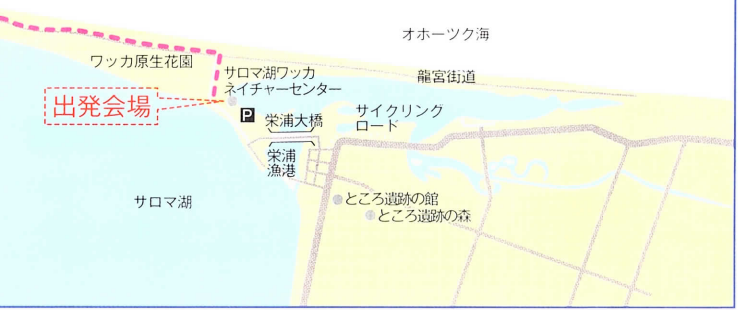 オホーツク海
ワッカ原生花園
サロマ湖ワッカ
ネイチャーセンター
龍宮街道
出発会場
P
栄浦大橋
サイクリング
ロード
栄浦
漁港
サロマ湖
ところ遺跡の館
ところ遺跡の森